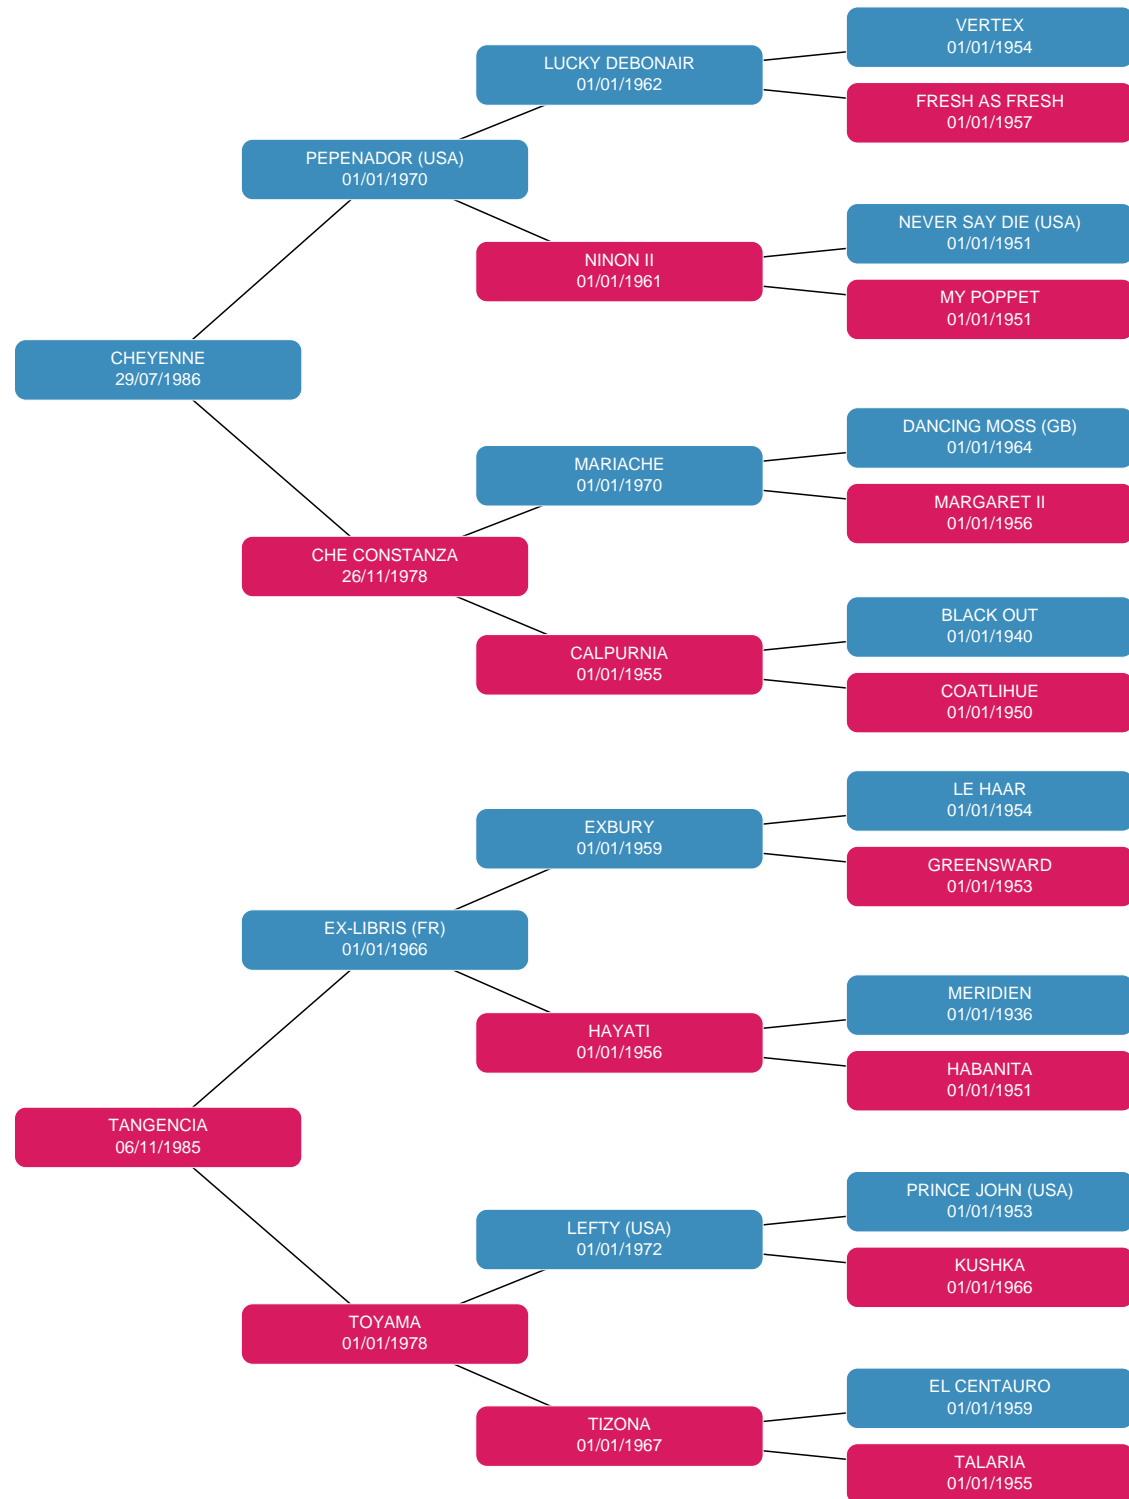 VERTEX
01/01/1954
LUCKY DEBONAIR
01/01/1962
FRESH AS FRESH
01/01/1957
PEPENADOR (USA)
01/01/1970
NEVER SAY DIE (USA)
01/01/1951
NINON II
01/01/1961
MY POPPET
01/01/1951
CHEYENNE
29/07/1986
DANCING MOSS (GB)
01/01/1964
MARIACHE
01/01/1970
MARGARET II
01/01/1956
CHE CONSTANZA
26/11/1978
BLACK OUT
01/01/1940
CALPURNIA
01/01/1955
COATLIHUE
01/01/1950
LE HAAR
01/01/1954
EXBURY
01/01/1959
GREENSWARD
01/01/1953
EX-LIBRIS (FR)
01/01/1966
MERIDIEN
01/01/1936
HAYATI
01/01/1956
HABANITA
01/01/1951
TANGENCIA
06/11/1985
PRINCE JOHN (USA)
01/01/1953
LEFTY (USA)
01/01/1972
KUSHKA
01/01/1966
TOYAMA
01/01/1978
EL CENTAURO
01/01/1959
TIZONA
01/01/1967
TALARIA
01/01/1955